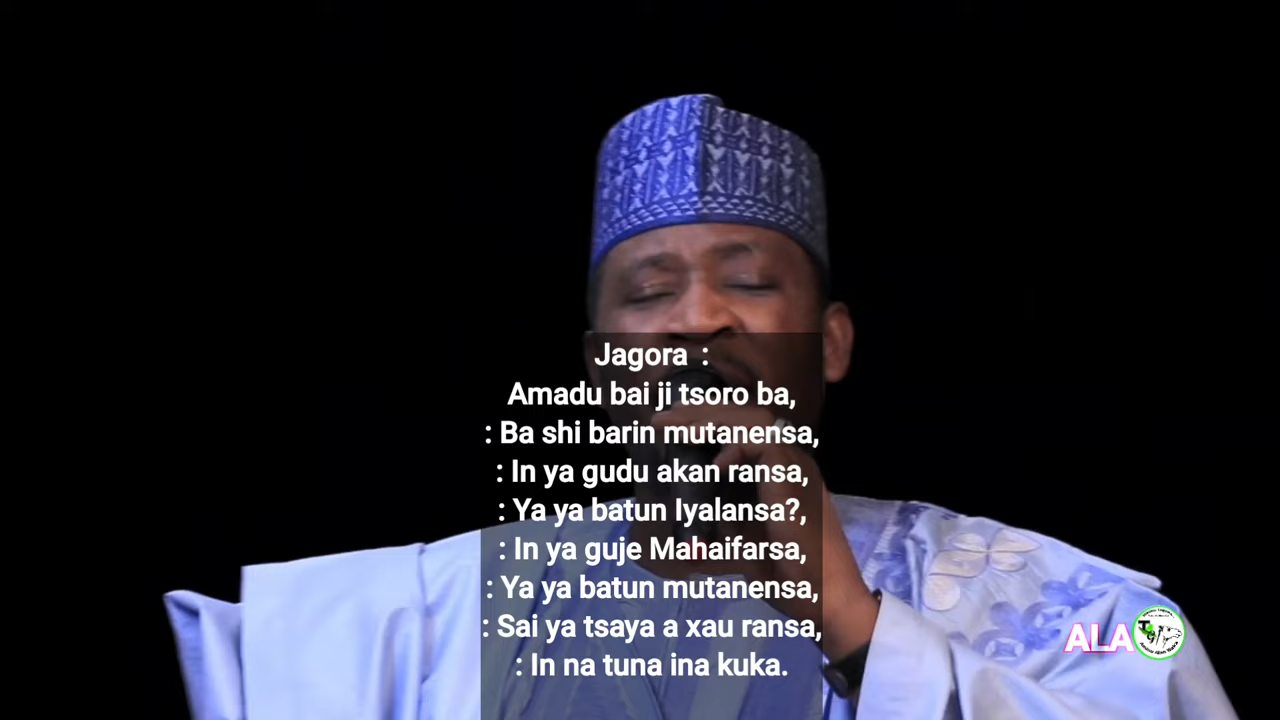 Jagora :
Amadu bai ji tsoro ba,
: Ba shi barin mutanensa,
: In ya gudu akan ransa,
: Ya ya batun Iyalansa?,
: In ya guje Mahaifarsa,
: Ya ya batun mutanensa,
: Sai ya tsaya a xau ransa,
: In na tuna ina kuka.
ALA